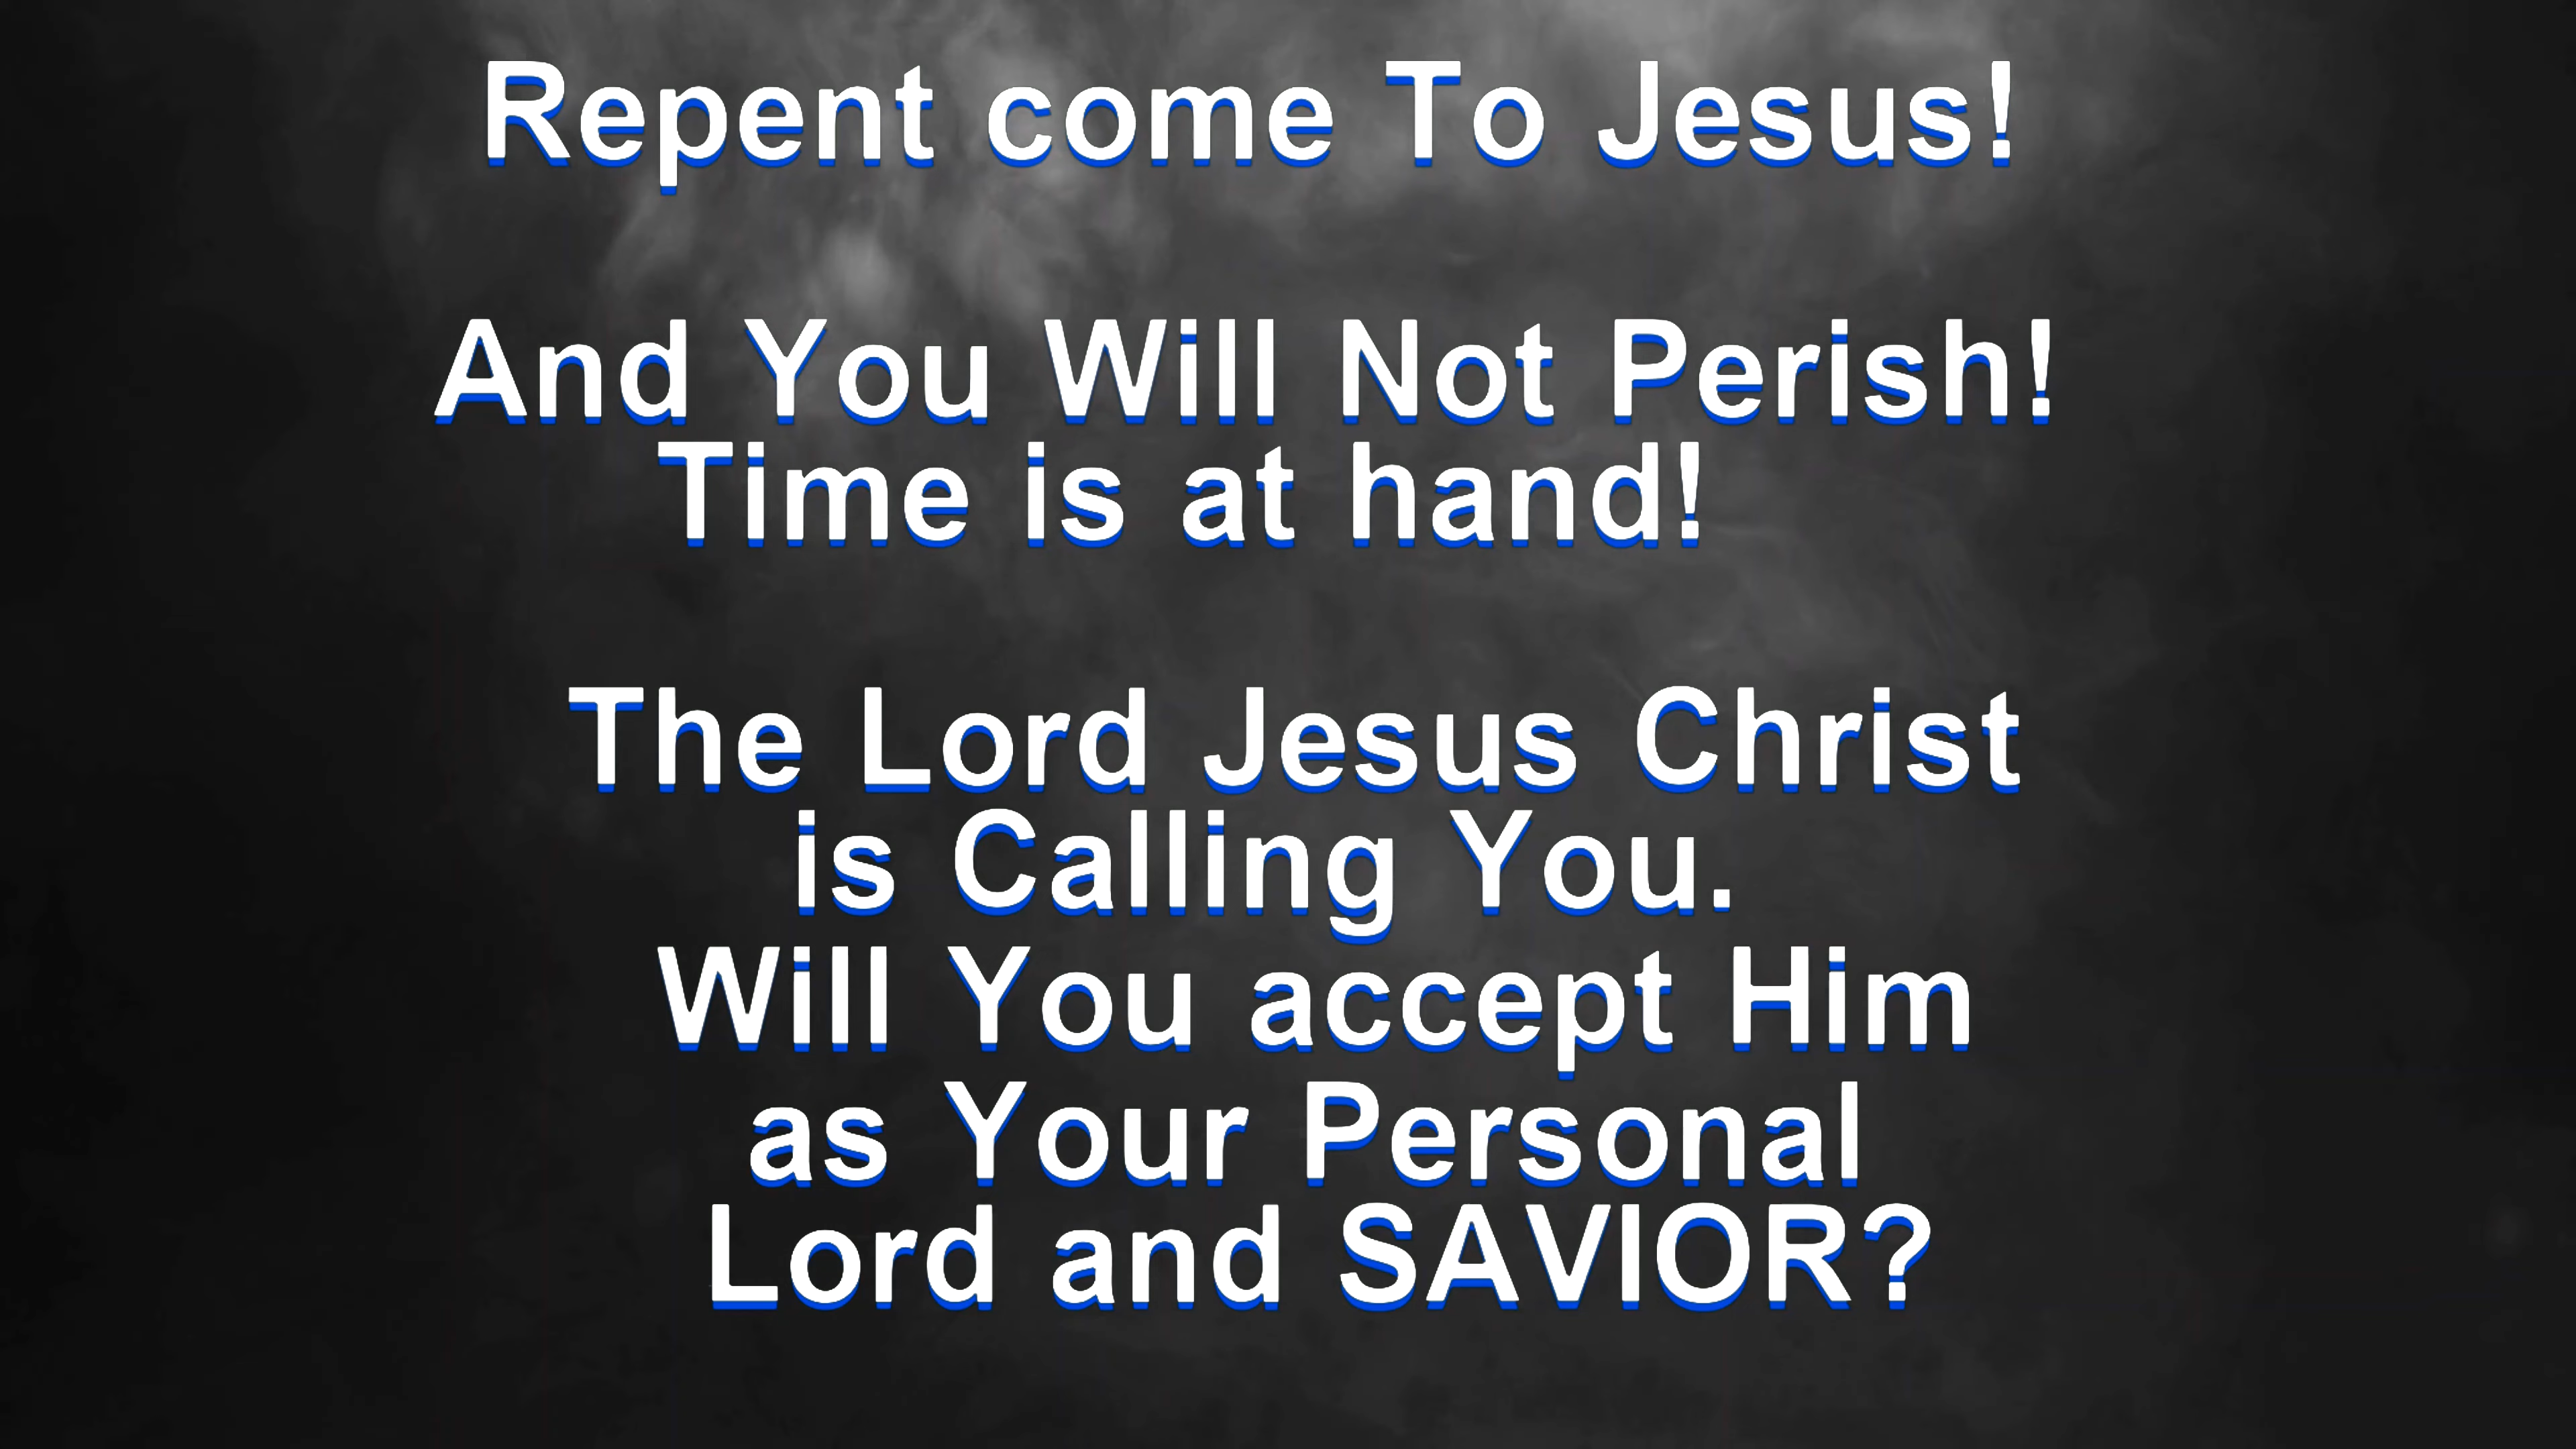 Repent come To Jesus!
And You Will Not Perish!
Time is at hand!
The Lord Jesus Christ
is Calling You.
Will You accept Him
as Your Personal
Lord and SAVIOR?